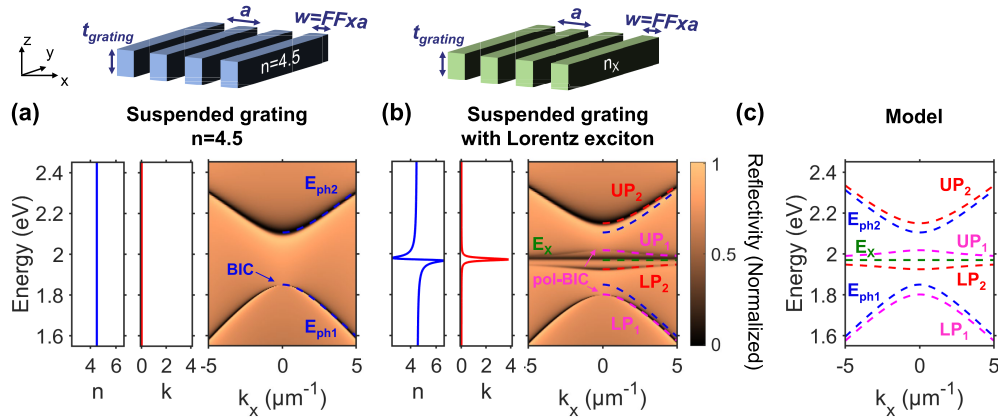 a
w=FFxa
t_grating
n=4.5
z
y
x
a
w=FFxa
t_grating
n_X
(a)
Suspended grating
n=4.5
(b)
Suspended grating
with Lorentz exciton
(c)
Model
Energy (eV)
2.4
2.2
2
1.8
1.6
4 6
n
0 2 4
k
E_ph2
BIC
E_ph1
-5 0 5
k_x (µm⁻¹)
4 6
n
0 2 4
k
UP_2
E_X
UP_1
pol-BIC
LP_2
LP_1
0 5
k_x (µm⁻¹)
1
0.5
0
Reflectivity (Normalized)
Energy (eV)
2.4
2.2
2
1.8
1.6
UP_2
E_ph2
UP_1
E_X
LP_2
E_ph1
LP_1
-5 0 5
k_x (µm⁻¹)